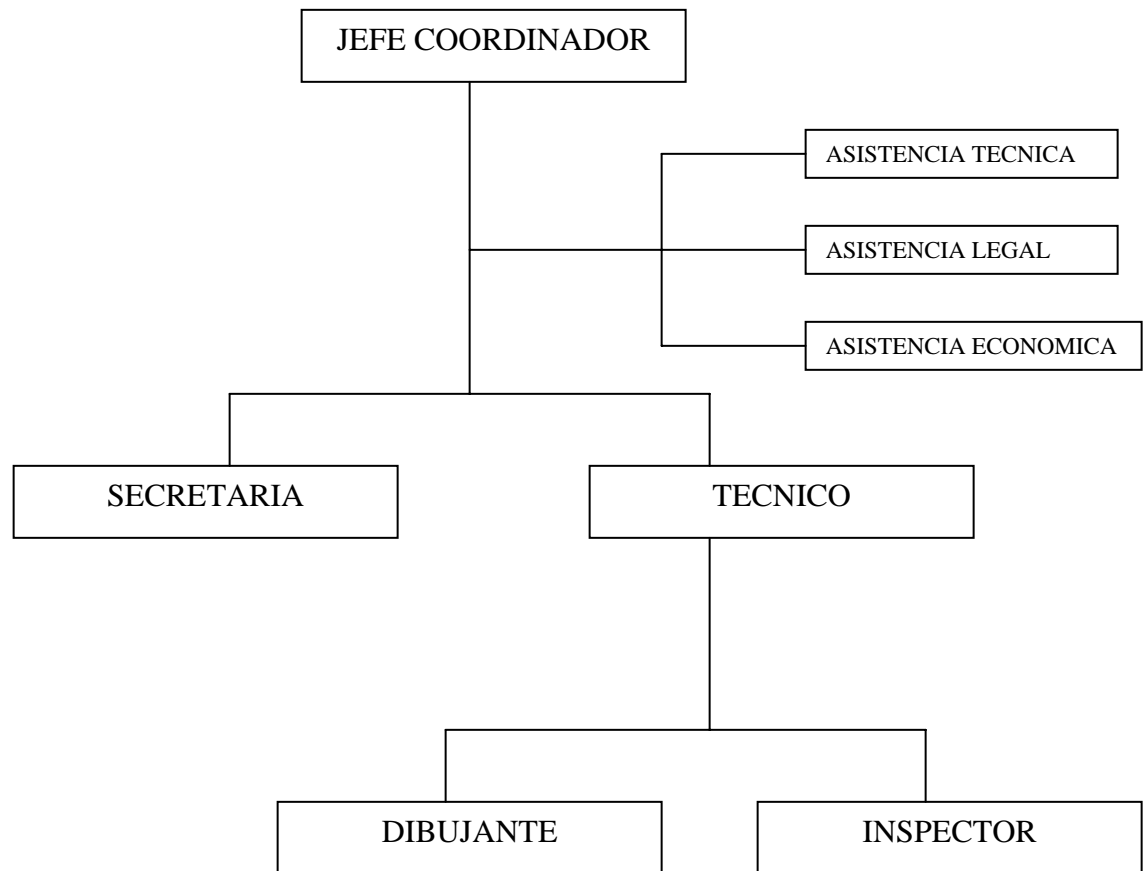 JEFE COORDINADOR
ASISTENCIA TECNICA
ASISTENCIA LEGAL
ASISTENCIA ECONOMICA
SECRETARIA
TECNICO
DIBUJANTE
INSPECTOR